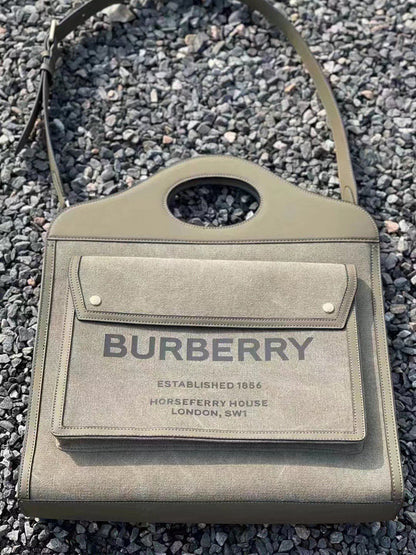 BURBERRY
ESTABLISHED 1856
HORSEFERRY HOUSE
LONDON, SW1